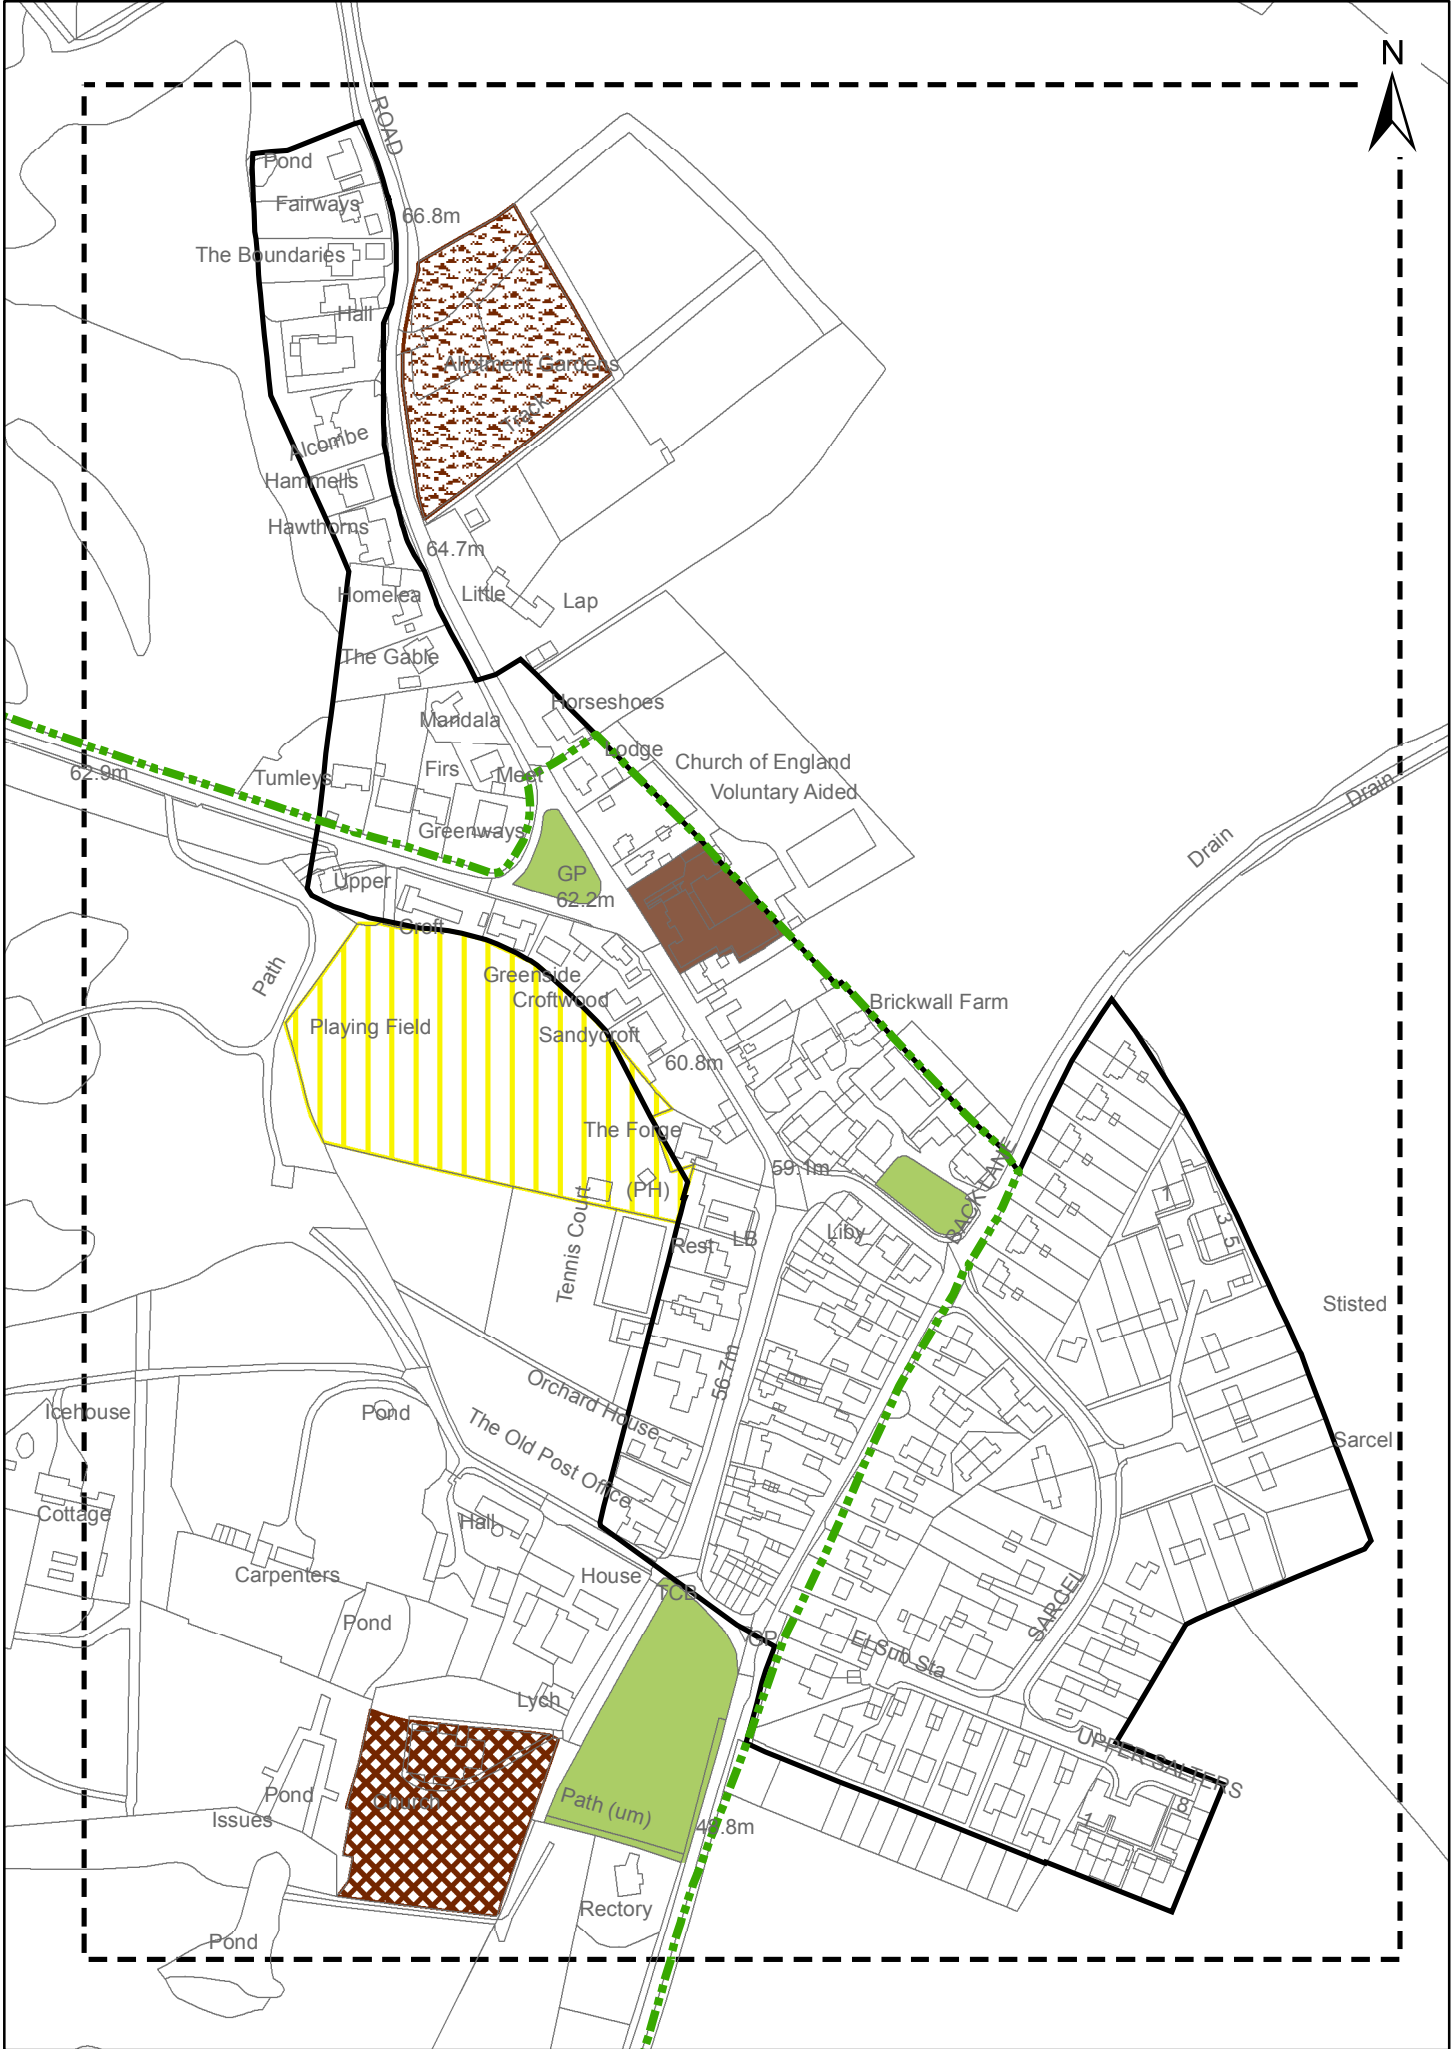 N
ROAD
Pond
Fairways
66.8m
The Boundaries
Hall
Allotment Gardens
Track
Alcombe
Hammells
Hawthorns
64.7m
Homelea
Little
Lap
The Gable
Horseshoes
Mandala
Lodge
Church of England
Voluntary Aided
62.9m
Tumleys
Firs
Meet
Drain
Greenways
Drain
GP
62.2m
Upper
Croft
Path
Greenside
Croftwood
Brickwall Farm
Playing Field
Sandycroft
60.8m
The Forge
59.1m
BACK LANE
(PH)
7
3
5
Tennis Court
Rest
LB
Liby
Stisted
56.7m
Orchard House
Icehouse
Pond
The Old Post Office
Sarcel
Cottage
Hall
Carpenters
House
TCB
SARCEL
Pond
GP
El Sub Sta
Lych
UPPER SALTERS
Pond
Church
Path (um)
1
8
Issues
48.8m
Rectory
Pond